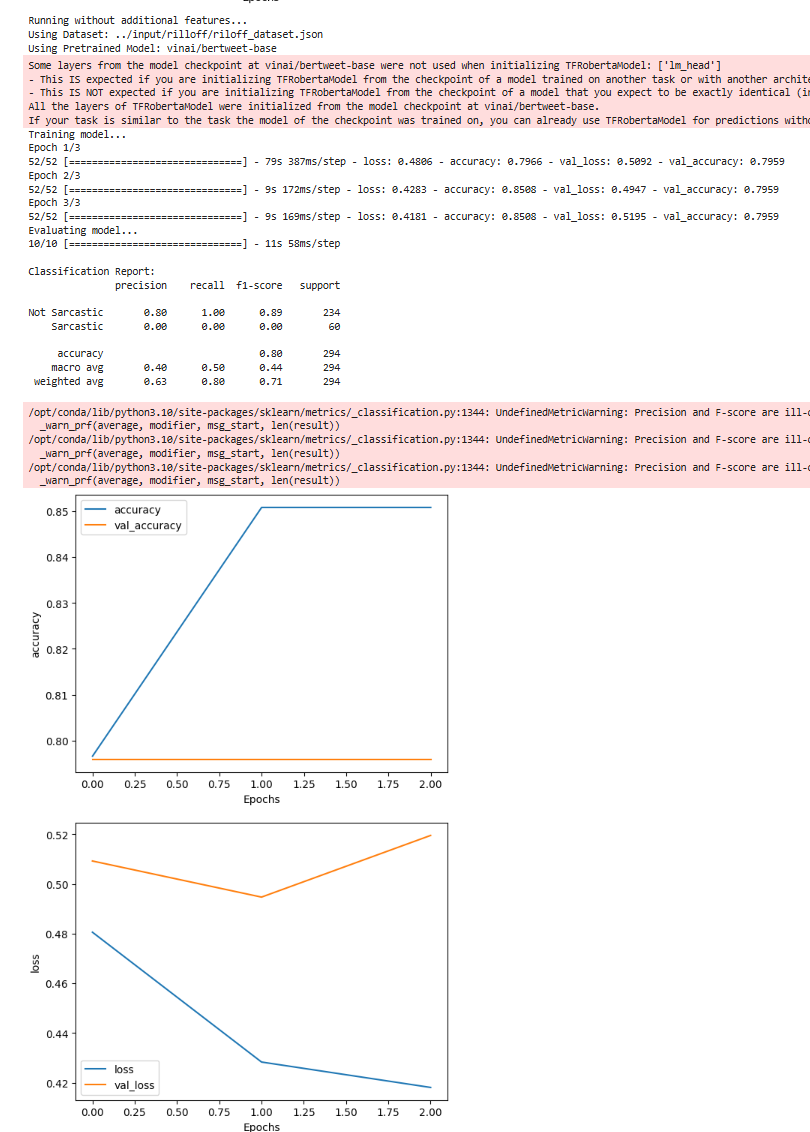 Epochs
Running without additional features...
Using Dataset: ../input/rilloff/riloff_dataset.json
Using Pretrained Model: vinai/bertweet-base
Some layers from the model checkpoint at vinai/bertweet-base were not used when initializing TFRobertaModel: ['lm_head']
- This IS expected if you are initializing TFRobertaModel from the checkpoint of a model trained on another task or with another archite
- This IS NOT expected if you are initializing TFRobertaModel from the checkpoint of a model that you expect to be exactly identical (in
All the layers of TFRobertaModel were initialized from the model checkpoint at vinai/bertweet-base.
If your task is similar to the task the model of the checkpoint was trained on, you can already use TFRobertaModel for predictions witho
Training model...
Epoch 1/3
52/52 [==============================] - 79s 387ms/step - loss: 0.4806 - accuracy: 0.7966 - val_loss: 0.5092 - val_accuracy: 0.7959
Epoch 2/3
52/52 [==============================] - 9s 172ms/step - loss: 0.4283 - accuracy: 0.8508 - val_loss: 0.4947 - val_accuracy: 0.7959
Epoch 3/3
52/52 [==============================] - 9s 169ms/step - loss: 0.4181 - accuracy: 0.8508 - val_loss: 0.5195 - val_accuracy: 0.7959
Evaluating model...
10/10 [==============================] - 11s 58ms/step
Classification Report:
precision recall f1-score support
Not Sarcastic 0.80 1.00 0.89 234
Sarcastic 0.00 0.00 0.00 60
accuracy 0.80 294
macro avg 0.40 0.50 0.44 294
weighted avg 0.63 0.80 0.71 294
/opt/conda/lib/python3.10/site-packages/sklearn/metrics/_classification.py:1344: UndefinedMetricWarning: Precision and F-score are ill-d
_warn_prf(average, modifier, msg_start, len(result))
/opt/conda/lib/python3.10/site-packages/sklearn/metrics/_classification.py:1344: UndefinedMetricWarning: Precision and F-score are ill-d
_warn_prf(average, modifier, msg_start, len(result))
/opt/conda/lib/python3.10/site-packages/sklearn/metrics/_classification.py:1344: UndefinedMetricWarning: Precision and F-score are ill-d
_warn_prf(average, modifier, msg_start, len(result))
accuracy
val_accuracy
0.85
0.84
0.83
0.82
0.81
0.80
accuracy
0.00 0.25 0.50 0.75 1.00 1.25 1.50 1.75 2.00
Epochs
0.52
0.50
0.48
0.46
0.44
0.42
loss
loss
val_loss
0.00 0.25 0.50 0.75 1.00 1.25 1.50 1.75 2.00
Epochs